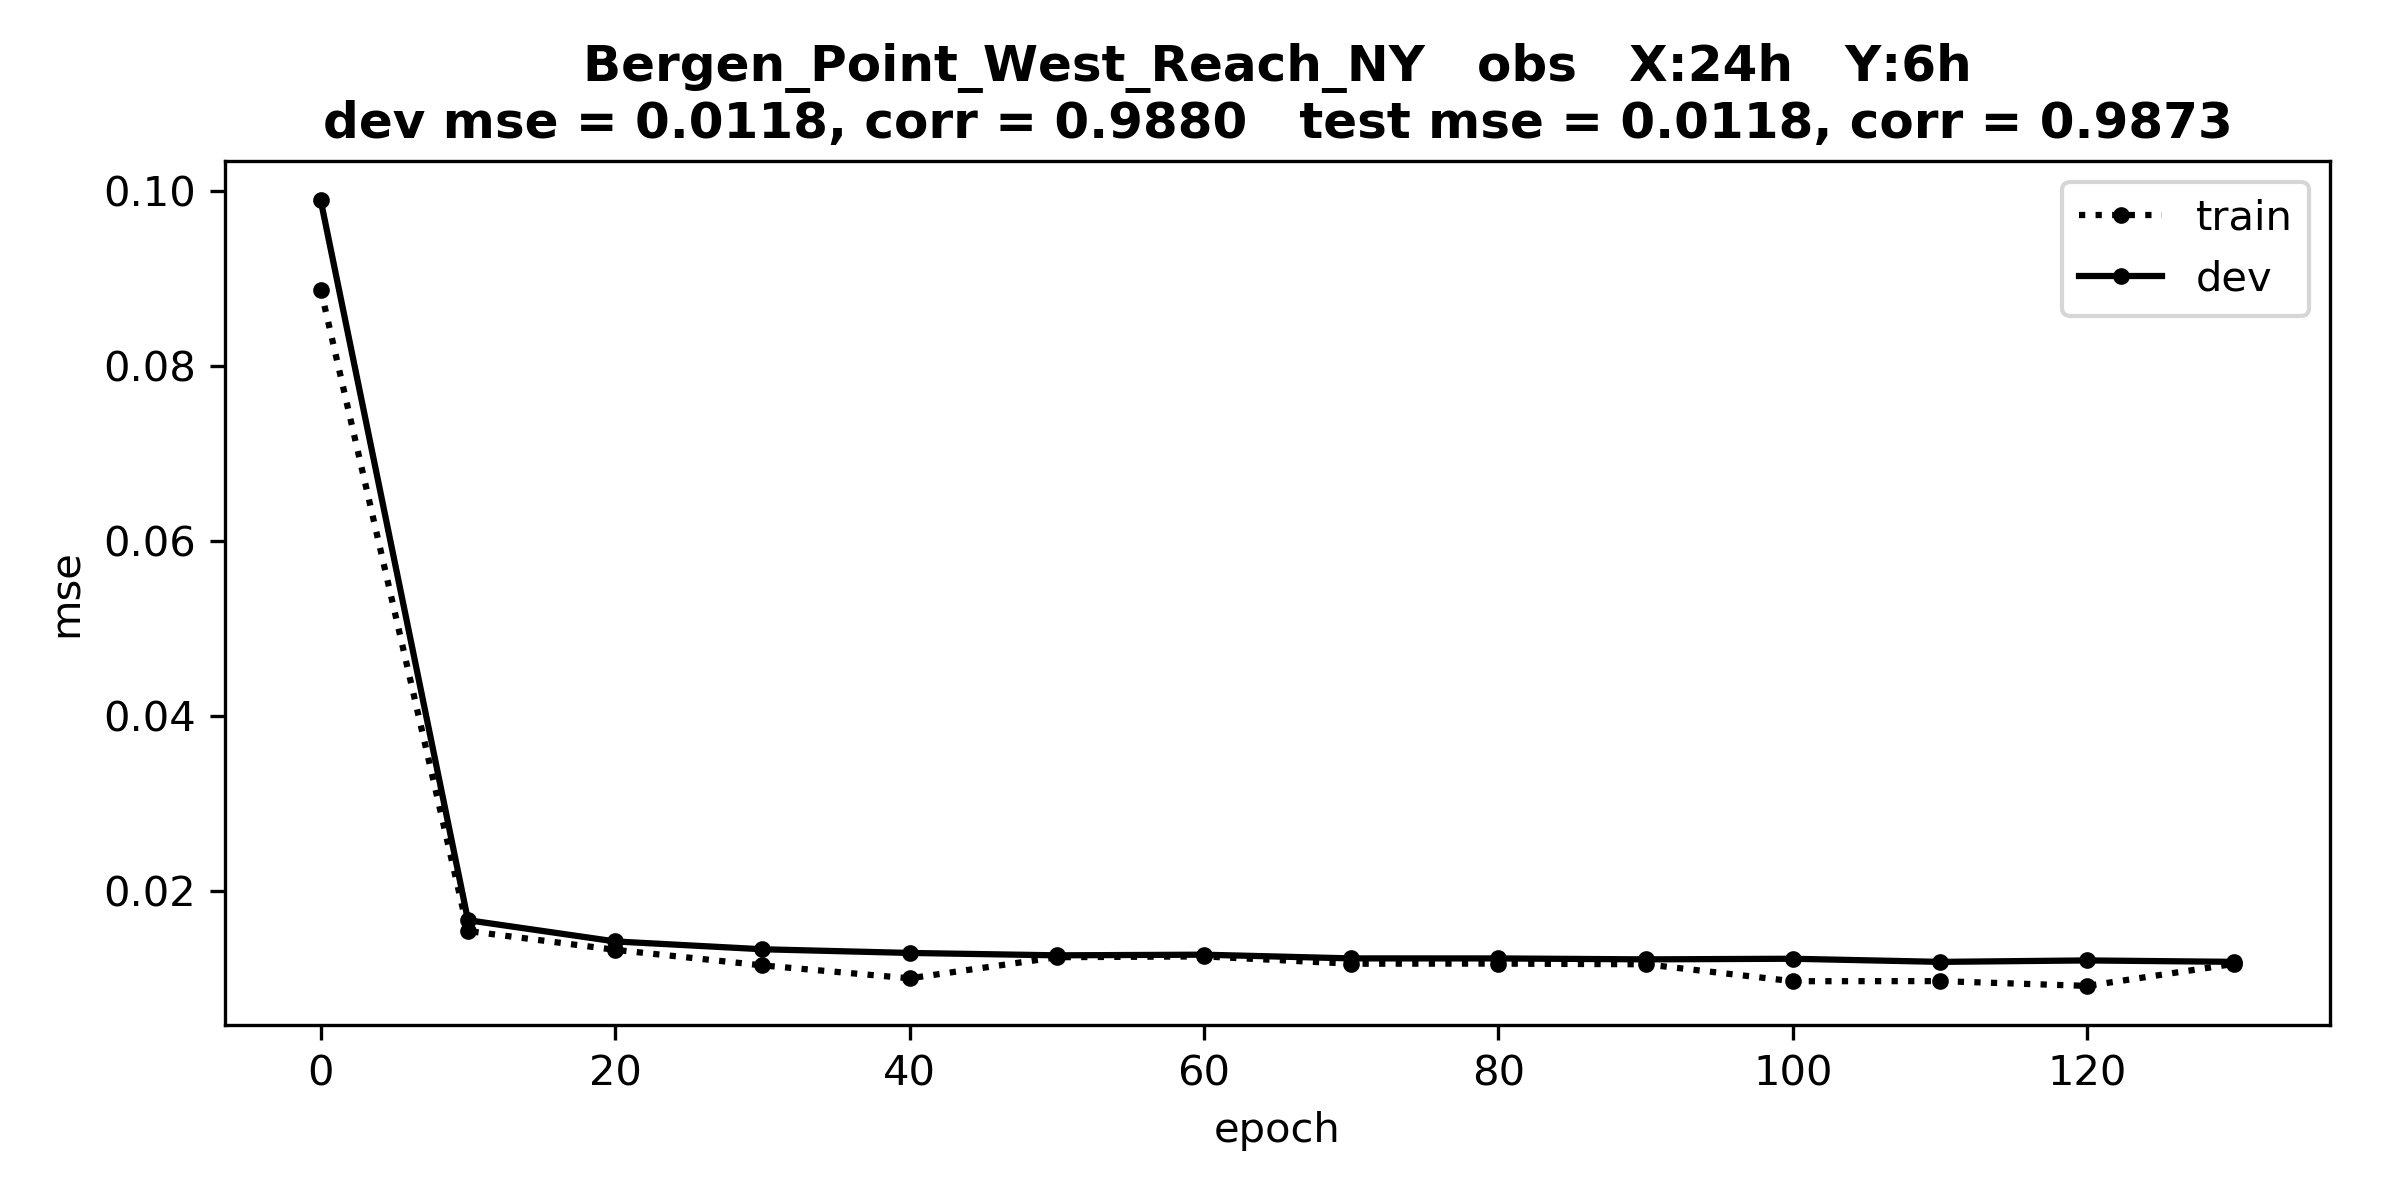 Bergen_Point_West_Reach_NY   obs   X:24h   Y:6h
dev mse = 0.0118, corr = 0.9880   test mse = 0.0118, corr = 0.9873
train
dev
mse
0.10
0.08
0.06
0.04
0.02
0 20 40 60 80 100 120
epoch